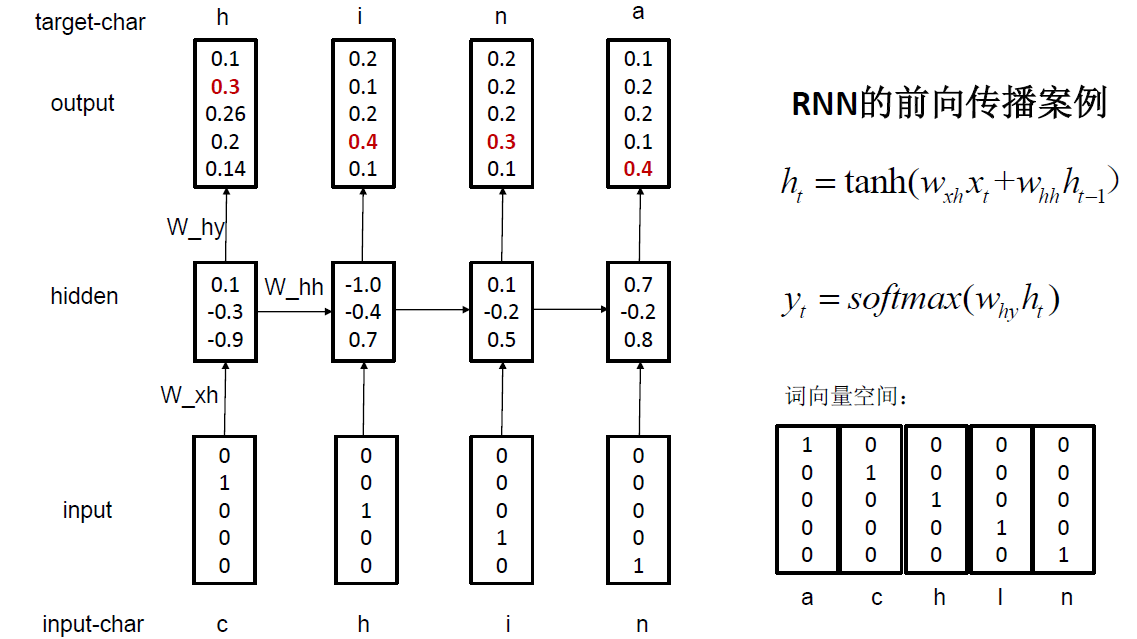 target-char h i n a
output
0.1 0.2 0.2 0.1
0.3 0.1 0.2 0.2
0.26 0.2 0.2 0.2
0.2 0.4 0.3 0.1
0.14 0.1 0.1 0.4
W_hy
hidden
0.1 -1.0 0.1 0.7
-0.3 -0.4 -0.2 -0.2
-0.9 0.7 0.5 0.8
W_hh
W_xh
input
0 0 0 0
1 0 0 0
0 1 0 0
0 0 1 0
0 0 0 1
input-char c h i n
RNN的前向传播案例
h_t = tanh(w_xh x_t+w_hh h_t−1）
y_t = softmax(w_hy h_t)
词向量空间：
1 0 0 0 0
0 1 0 0 0
0 0 1 0 0
0 0 0 1 0
0 0 0 0 1
a c h I n